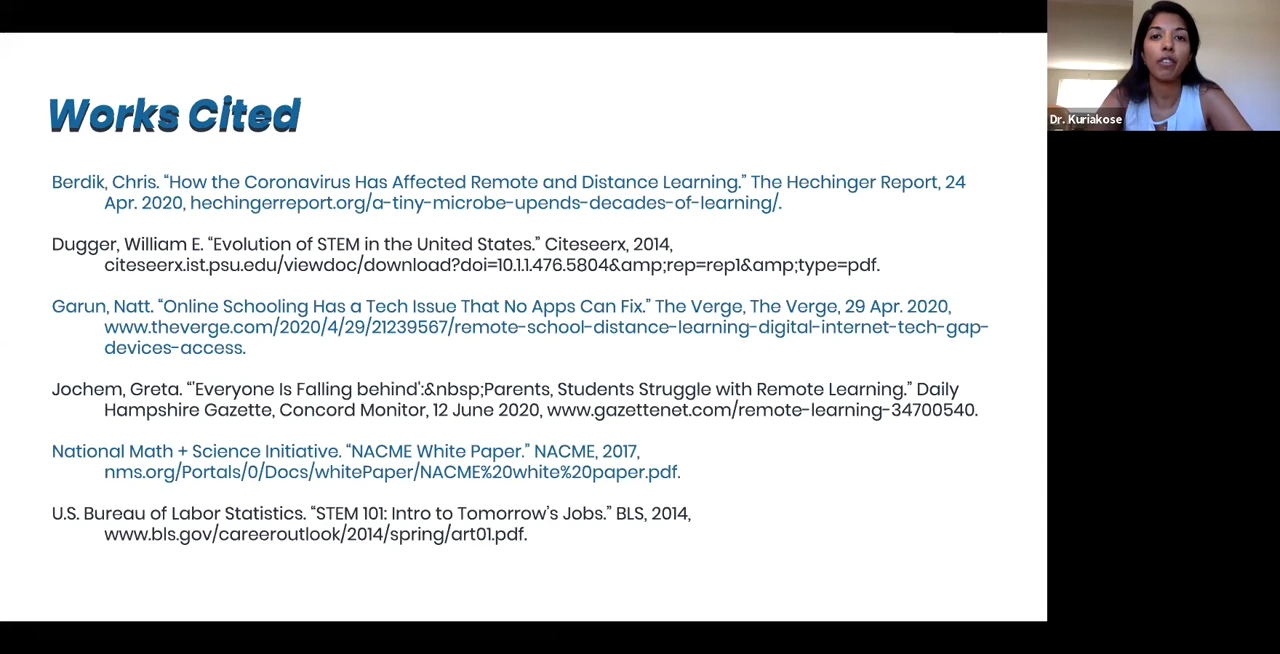 Works Cited
Berdik, Chris. “How the Coronavirus Has Affected Remote and Distance Learning.” The Hechinger Report, 24
Apr. 2020, hechingerreport.org/a-tiny-microbe-upends-decades-of-learning/.
Dugger, William E. “Evolution of STEM in the United States.” Citeseerx, 2014,
citeseerx.ist.psu.edu/viewdoc/download?doi=10.1.1.476.5804&amp;rep=rep1&amp;type=pdf.
Garun, Natt. “Online Schooling Has a Tech Issue That No Apps Can Fix.” The Verge, The Verge, 29 Apr. 2020,
www.theverge.com/2020/4/29/21239567/remote-school-distance-learning-digital-internet-tech-gap-
devices-access.
Jochem, Greta. “'Everyone Is Falling behind':&nbsp;Parents, Students Struggle with Remote Learning.” Daily
Hampshire Gazette, Concord Monitor, 12 June 2020, www.gazettenet.com/remote-learning-34700540.
National Math + Science Initiative. “NACME White Paper.” NACME, 2017,
nms.org/Portals/0/Docs/whitePaper/NACME%20white%20paper.pdf.
U.S. Bureau of Labor Statistics. “STEM 101: Intro to Tomorrow’s Jobs.” BLS, 2014,
www.bls.gov/careeroutlook/2014/spring/art01.pdf.
Dr. Kuriakose